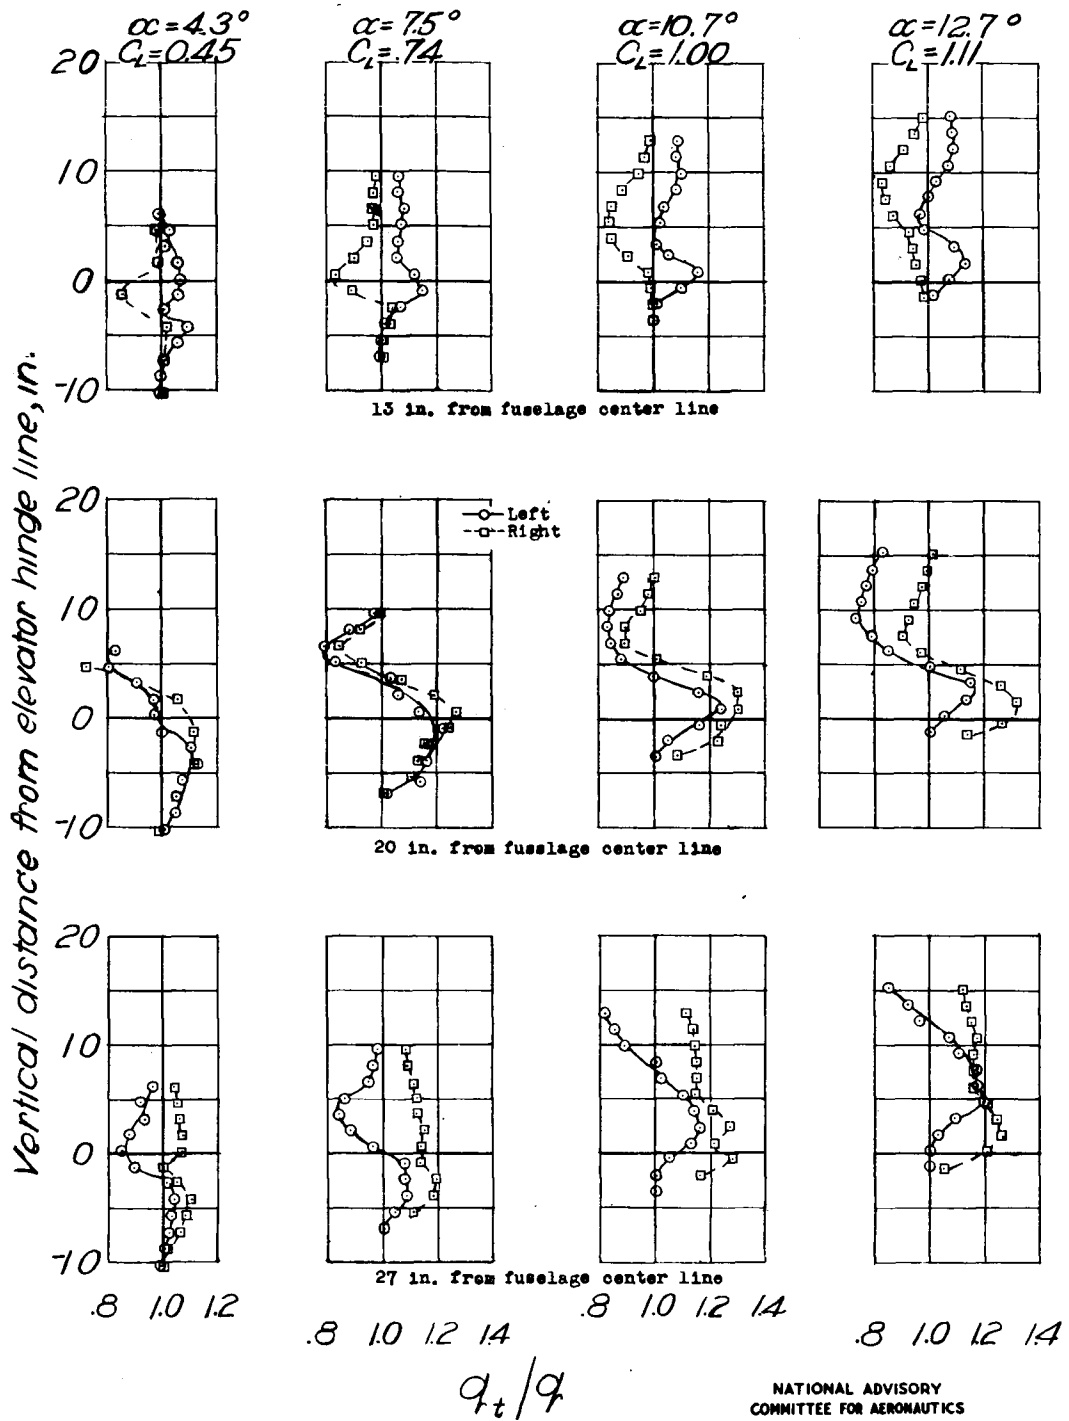 α=4.3° α=7.5° α=10.7° α=12.7°
C_L=0.45 C_L=.74 C_L=1.00 C_L=1.11
20
10
0
-10
13 in. from fuselage center line
20
Left
Right
10
0
-10
20 in. from fuselage center line
20
10
0
-10
27 in. from fuselage center line
.8 1.0 1.2
.8 1.0 1.2 1.4 .8 1.0 1.2 1.4 .8 1.0 1.2 1.4
Vertical distance from elevator hinge line, in.
q_t/q
NATIONAL ADVISORY
COMMITTEE FOR AERONAUTICS